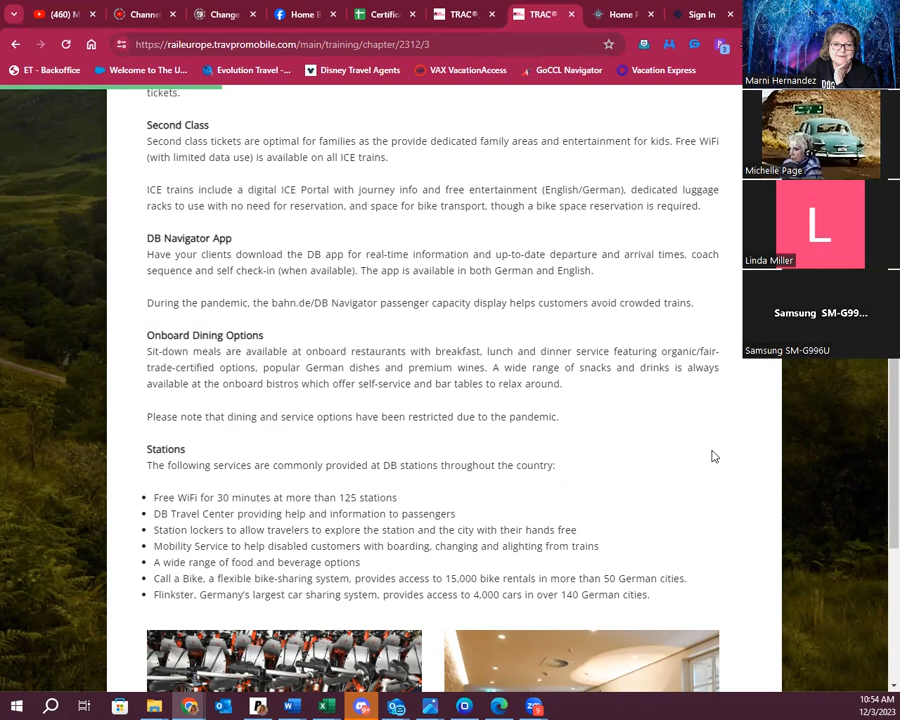 (460) M
Channel
Change
Home B
Certifica
TRAC®
TRAC®
Home P
Sign In
https://raileurope.travpromobile.com/main/training/chapter/2312/3
3
ET - Backoffice
Welcome to The U...
Evolution Travel -...
Disney Travel Agents
VAX VacationAccess
GoCCL Navigator
Vacation Express
tickets.
Second Class
Second class tickets are optimal for families as the provide dedicated family areas and entertainment for kids. Free WiFi
(with limited data use) is available on all ICE trains.
ICE trains include a digital ICE Portal with journey info and free entertainment (English/German), dedicated luggage
racks to use with no need for reservation, and space for bike transport, though a bike space reservation is required.
DB Navigator App
Have your clients download the DB app for real-time information and up-to-date departure and arrival times, coach
sequence and self check-in (when available). The app is available in both German and English.
During the pandemic, the bahn.de/DB Navigator passenger capacity display helps customers avoid crowded trains.
Onboard Dining Options
Sit-down meals are available at onboard restaurants with breakfast, lunch and dinner service featuring organic/fair-
trade-certified options, popular German dishes and premium wines. A wide range of snacks and drinks is always
available at the onboard bistros which offer self-service and bar tables to relax around.
Please note that dining and service options have been restricted due to the pandemic.
Stations
The following services are commonly provided at DB stations throughout the country:
Free WiFi for 30 minutes at more than 125 stations
DB Travel Center providing help and information to passengers
Station lockers to allow travelers to explore the station and the city with their hands free
Mobility Service to help disabled customers with boarding, changing and alighting from trains
A wide range of food and beverage options
Call a Bike, a flexible bike-sharing system, provides access to 15,000 bike rentals in more than 50 German cities.
Flinkster, Germany's largest car sharing system, provides access to 4,000 cars in over 140 German cities.
Marni Hernandez
Michelle Page
L
Linda Miller
Samsung SM-G99...
Samsung SM-G996U
10:54 AM
12/3/2023